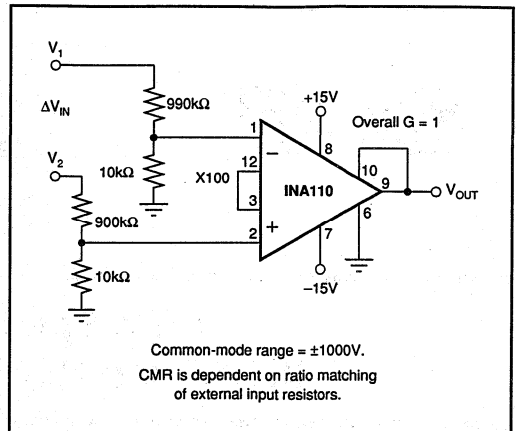 V1
ΔVIN
990kΩ
+15V
Overall G = 1
1
8
V2
10kΩ
12
X100
3
−
INA110
10
9
VOUT
6
900kΩ
+
2
7
10kΩ
–15V
Common-mode range = ±1000V.
CMR is dependent on ratio matching
of external input resistors.